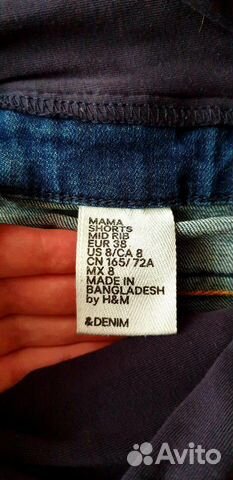 MAMA
SHORTS
MID RIB
EUR 38
US 8/CA 8
CN 165/ 72A
MX 8
MADE IN
BANGLADESH
by H&M
&DENIM
Avito